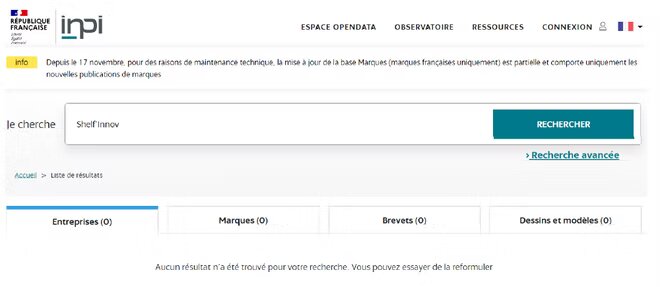 RÉPUBLIQUE
FRANÇAISE
Liberté
Égalité
Fraternité
inpi
ESPACE OPENDATA OBSERVATOIRE RESSOURCES CONNEXION
info Depuis le 17 novembre, pour des raisons de maintenance technique, la mise à jour de la base Marques (marques françaises uniquement) est partielle et comporte uniquement les
nouvelles publications de marques
Je cherche Shelf'Innov RECHERCHER
› Recherche avancée
Accueil > Liste de résultats
Entreprises (0) Marques (0) Brevets (0) Dessins et modèles (0)
Aucun résultat n'a été trouvé pour votre recherche. Vous pouvez essayer de la reformuler